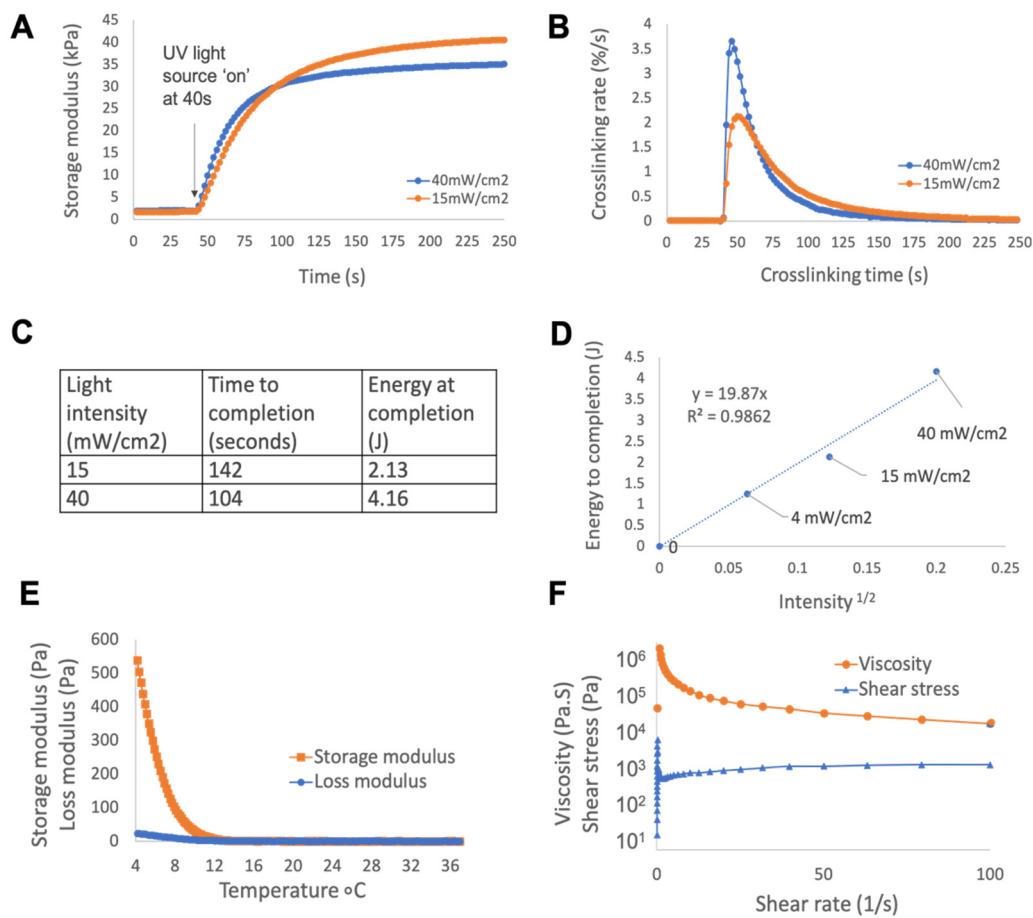 A
Storage modulus (kPa)
45
40
35
30
25
20
15
10
5
0
UV light
source ‘on’
at 40s
40mW/cm2
15mW/cm2
0 25 50 75 100 125 150 175 200 225 250
Time (s)
B
Crosslinking rate (%/s)
4
3.5
3
2.5
2
1.5
1
0.5
0
40mW/cm2
15mW/cm2
0 25 50 75 100 125 150 175 200 225 250
Crosslinking time (s)
C
Light intensity (mW/cm2)
Time to completion (seconds)
Energy at completion (J)
15 142 2.13
40 104 4.16
D
Energy to completion (J)
4.5
4
3.5
3
2.5
2
1.5
1
0.5
0
y = 19.87x
R² = 0.9862
40 mW/cm2
15 mW/cm2
4 mW/cm2
0
0 0.05 0.1 0.15 0.2 0.25
Intensity 1/2
E
Storage modulus (Pa)
Loss modulus (Pa)
600
500
400
300
200
100
0
Storage modulus
Loss modulus
4 8 12 16 20 24 28 32 36
Temperature ∘C
F
Viscosity (Pa.S)
Shear stress (Pa)
10⁶
10⁵
10⁴
10³
10²
10¹
Viscosity
Shear stress
0 50 100
Shear rate (1/s)